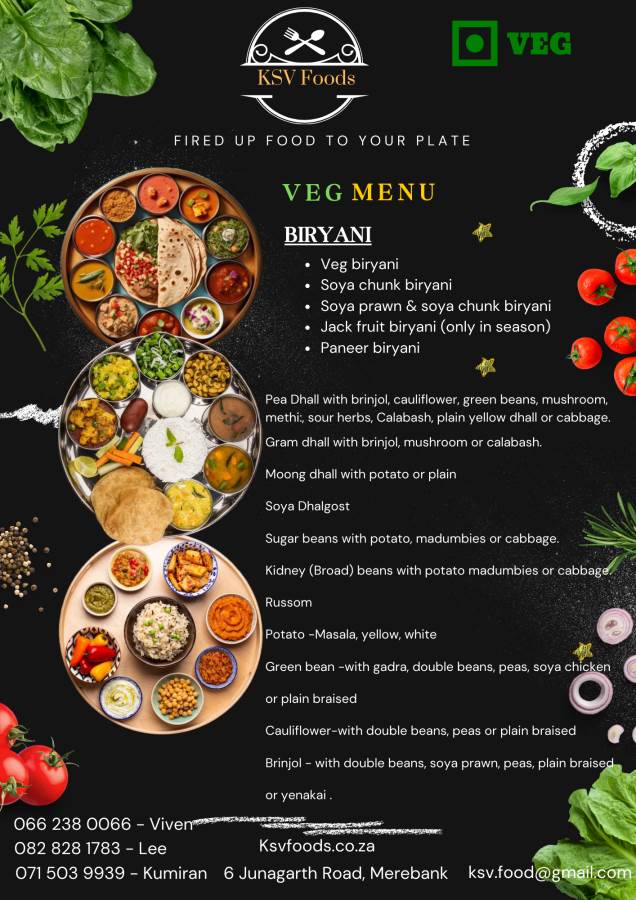 KSV Foods
VEG
FIRED UP FOOD TO YOUR PLATE
VEG MENU
BIRYANI
• Veg biryani
• Soya chunk biryani
• Soya prawn & soya chunk biryani
• Jack fruit biryani (only in season)
• Paneer biryani
Pea Dhall with brinjol, cauliflower, green beans, mushroom,
methi:, sour herbs, Calabash, plain yellow dhall or cabbage.
Gram dhall with brinjol, mushroom or calabash.
Moong dhall with potato or plain
Soya Dhalgost
Sugar beans with potato, madumbies or cabbage.
Kidney (Broad) beans with potato madumbies or cabbage.
Russom
Potato -Masala, yellow, white
Green bean -with gadra, double beans, peas, soya chicken
or plain braised
Cauliflower-with double beans, peas or plain braised
Brinjol - with double beans, soya prawn, peas, plain braised
or yenakai .
066 238 0066 - Viven
082 828 1783 - Lee
Ksvfoods.co.za
071 503 9939 - Kumiran
6 Junagarth Road, Merebank
ksv.food@gmail.com